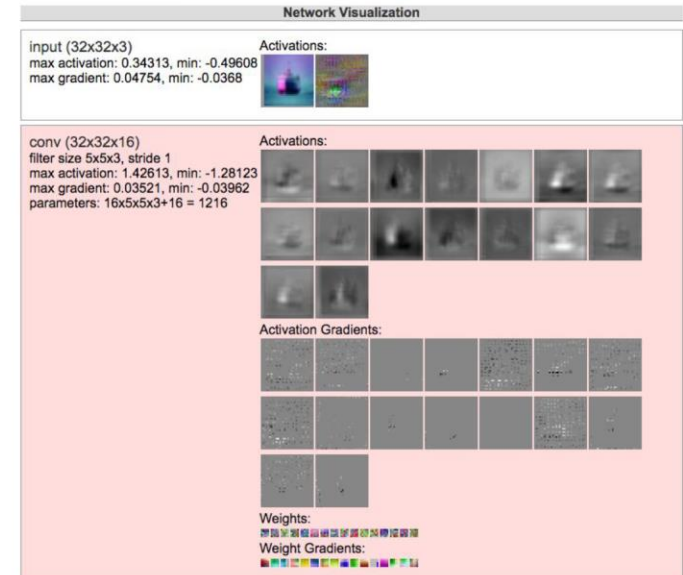 Network Visualization
input (32x32x3)
max activation: 0.34313, min: -0.49608
max gradient: 0.04754, min: -0.0368
Activations:
conv (32x32x16)
filter size 5x5x3, stride 1
max activation: 1.42613, min: -1.28123
max gradient: 0.03521, min: -0.03962
parameters: 16x5x5x3+16 = 1216
Activations:
Activation Gradients:
Weights:
Weight Gradients: